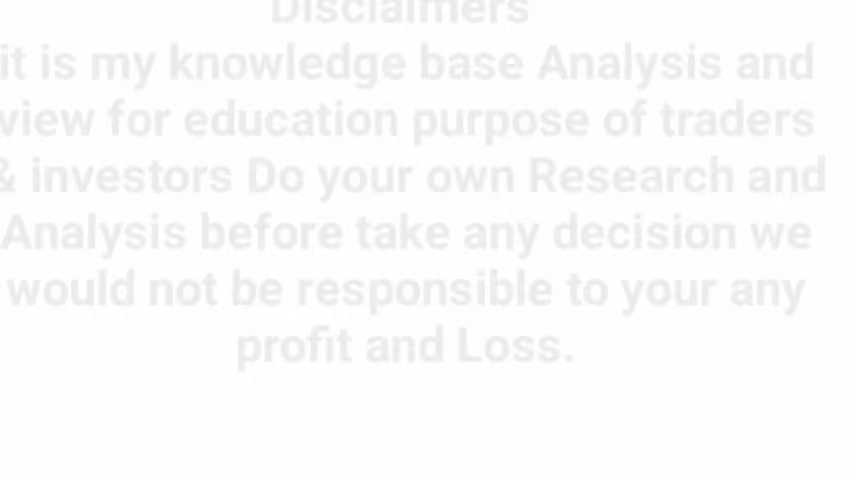 Disclaimers
it is my knowledge base Analysis and
view for education purpose of traders
& investors Do your own Research and
Analysis before take any decision we
would not be responsible to your any
profit and Loss.